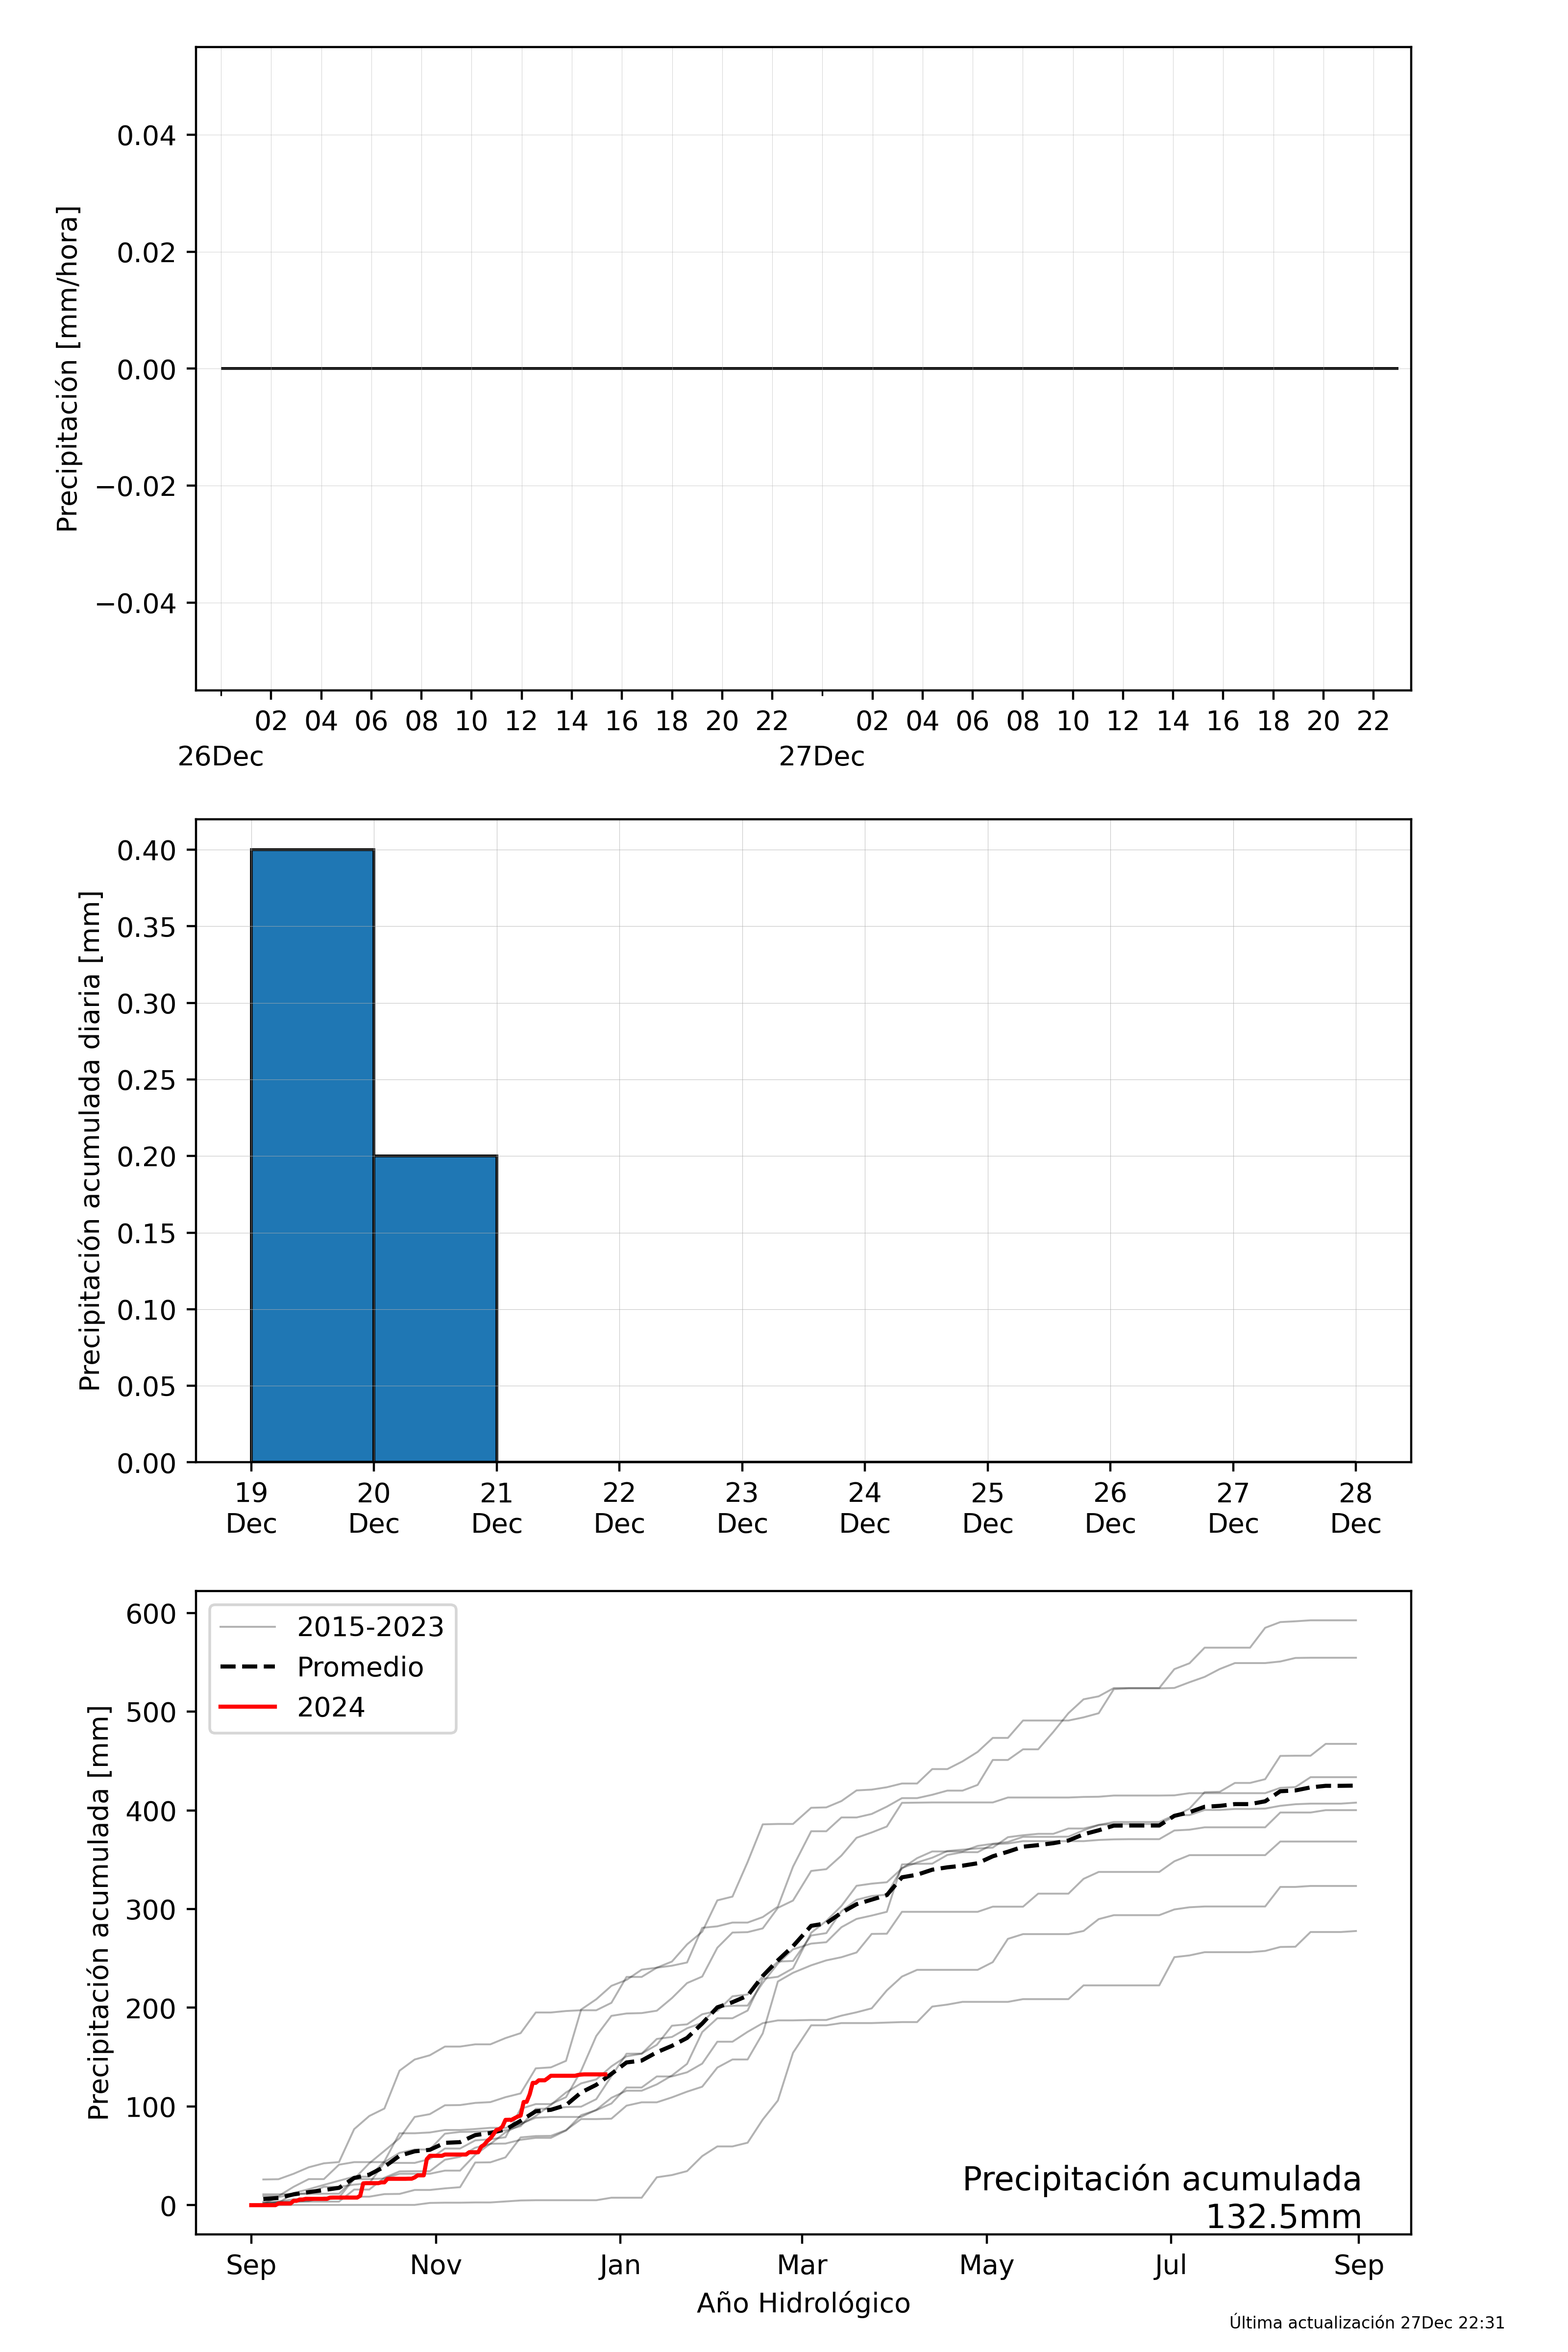 0.04
0.02
0.00
−0.02
−0.04
Precipitación [mm/hora]
02 04 06 08 10 12 14 16 18 20 22 02 04 06 08 10 12 14 16 18 20 22
26Dec 27Dec
0.40
0.35
0.30
0.25
0.20
0.15
0.10
0.05
0.00
Precipitación acumulada diaria [mm]
19 20 21 22 23 24 25 26 27 28
Dec Dec Dec Dec Dec Dec Dec Dec Dec Dec
600
500
400
300
200
100
0
Precipitación acumulada [mm]
2015-2023
Promedio
2024
Precipitación acumulada
132.5mm
Sep Nov Jan Mar May Jul Sep
Año Hidrológico
Última actualización 27Dec 22:31